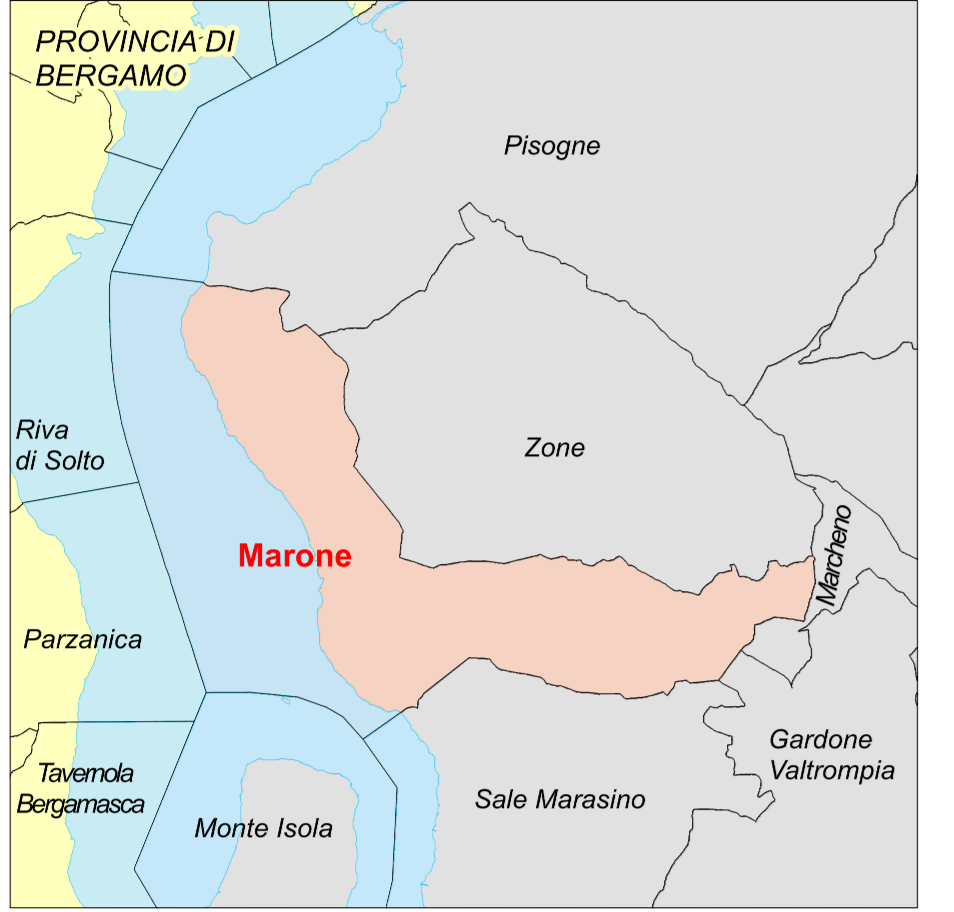 PROVINCIA DI
BERGAMO
Pisogne
Riva
di Solto
Zone
Marcheno
Marone
Parzanica
Gardone
Valtrompia
Tavernola
Bergamasca
Sale Marasino
Monte Isola